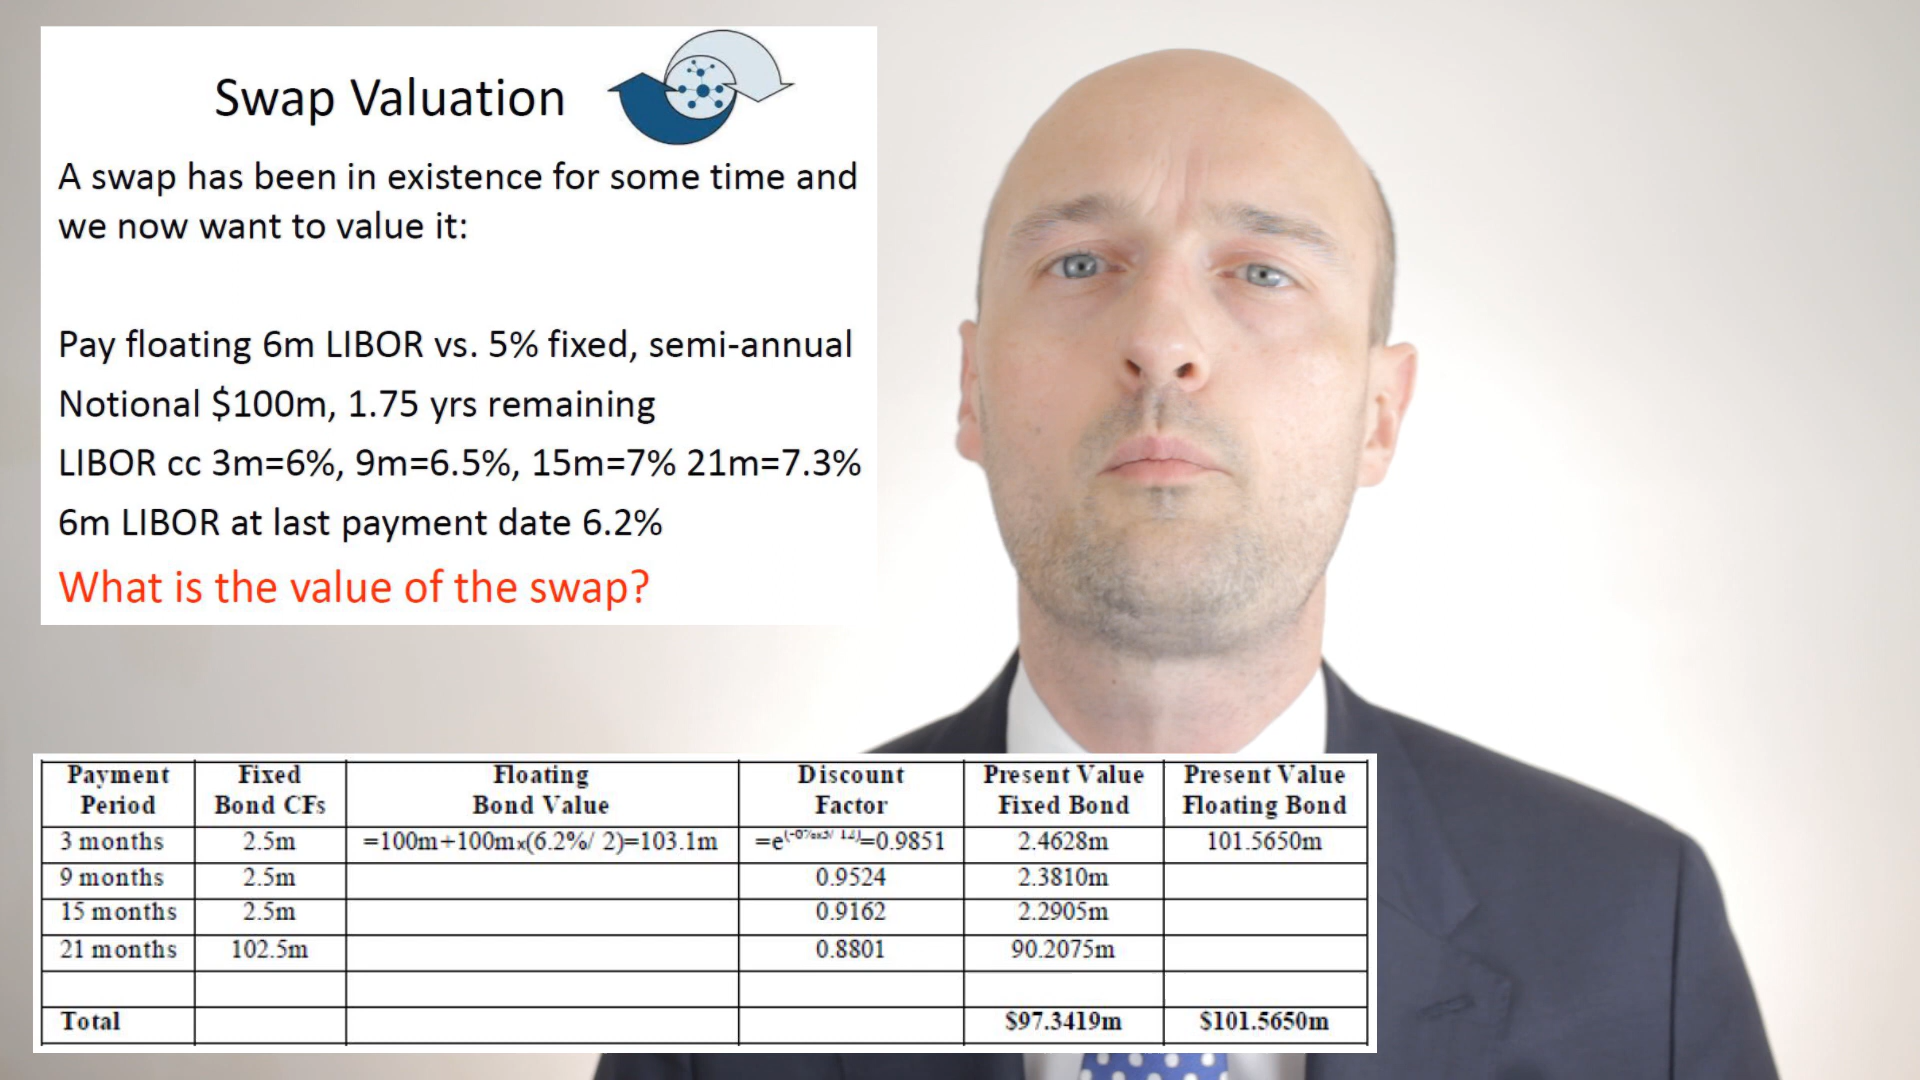 Swap Valuation
A swap has been in existence for some time and
we now want to value it:
Pay floating 6m LIBOR vs. 5% fixed, semi-annual
Notional $100m, 1.75 yrs remaining
LIBOR cc 3m=6%, 9m=6.5%, 15m=7% 21m=7.3%
6m LIBOR at last payment date 6.2%
What is the value of the swap?
Payment Period Fixed Bond CFs Floating Bond Value Discount Factor Present Value Fixed Bond Present Value Floating Bond
3 months 2.5m =100m+100m×(6.2%/ 2)=103.1m =e =0.9851 2.4628m 101.5650m
9 months 2.5m 0.9524 2.3810m
15 months 2.5m 0.9162 2.2905m
21 months 102.5m 0.8801 90.2075m
Total $97.3419m $101.5650m